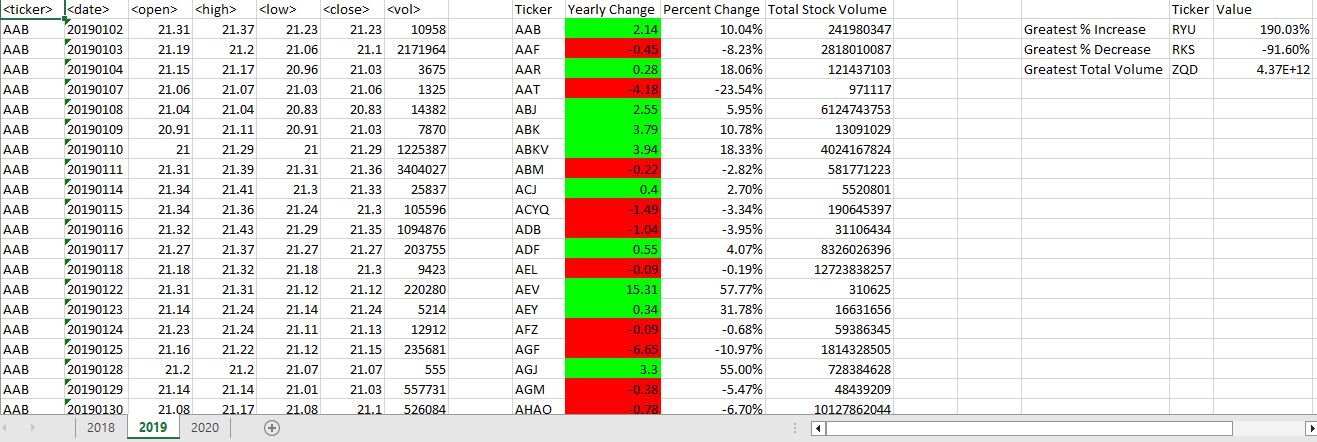 <ticker> <date> <open> <high> <low> <close> <vol> Ticker Yearly Change Percent Change Total Stock Volume Ticker Value
AAB 20190102 21.31 21.37 21.23 21.23 10958 AAB 2.14 10.04% 241980347 Greatest % Increase RYU 190.03%
AAB 20190103 21.19 21.2 21.06 21.1 2171964 AAF -0.45 -8.23% 2818010087 Greatest % Decrease RKS -91.60%
AAB 20190104 21.15 21.17 20.96 21.03 3675 AAR 0.28 18.06% 121437103 Greatest Total Volume ZQD 4.37E+12
AAB 20190107 21.06 21.07 21.03 21.06 1325 AAT -4.18 -23.54% 971117
AAB 20190108 21.04 21.04 20.83 20.83 14382 ABJ 2.55 5.95% 6124743753
AAB 20190109 20.91 21.11 20.91 21.03 7870 ABK 3.79 10.78% 13091029
AAB 20190110 21 21.29 21 21.29 1225387 ABKV 3.94 18.33% 4024167824
AAB 20190111 21.31 21.39 21.31 21.36 3404027 ABM -0.22 -2.82% 581771223
AAB 20190114 21.34 21.41 21.3 21.33 25837 ACJ 0.4 2.70% 5520801
AAB 20190115 21.34 21.36 21.24 21.3 105596 ACYQ -1.49 -3.34% 190645397
AAB 20190116 21.32 21.43 21.29 21.35 1094876 ADB -1.04 -3.95% 31106434
AAB 20190117 21.27 21.37 21.27 21.27 203755 ADF 0.55 4.07% 8326026396
AAB 20190118 21.18 21.32 21.18 21.3 9423 AEL -0.09 -0.19% 12723838257
AAB 20190122 21.31 21.31 21.12 21.12 220280 AEV 15.31 57.77% 310625
AAB 20190123 21.14 21.24 21.14 21.24 5214 AEY 0.34 31.78% 16631656
AAB 20190124 21.23 21.24 21.11 21.13 12912 AFZ -0.09 -0.68% 59386345
AAB 20190125 21.16 21.22 21.12 21.15 235681 AGF -6.65 -10.97% 1814328505
AAB 20190128 21.2 21.2 21.07 21.07 555 AGJ 3.3 55.00% 728384628
AAB 20190129 21.14 21.14 21.01 21.03 557731 AGM -0.38 -5.47% 48439209
AAB 20190130 21.08 21.17 21.08 21.1 526084 AHAO -0.78 -6.70% 10127862044
2018 2019 2020